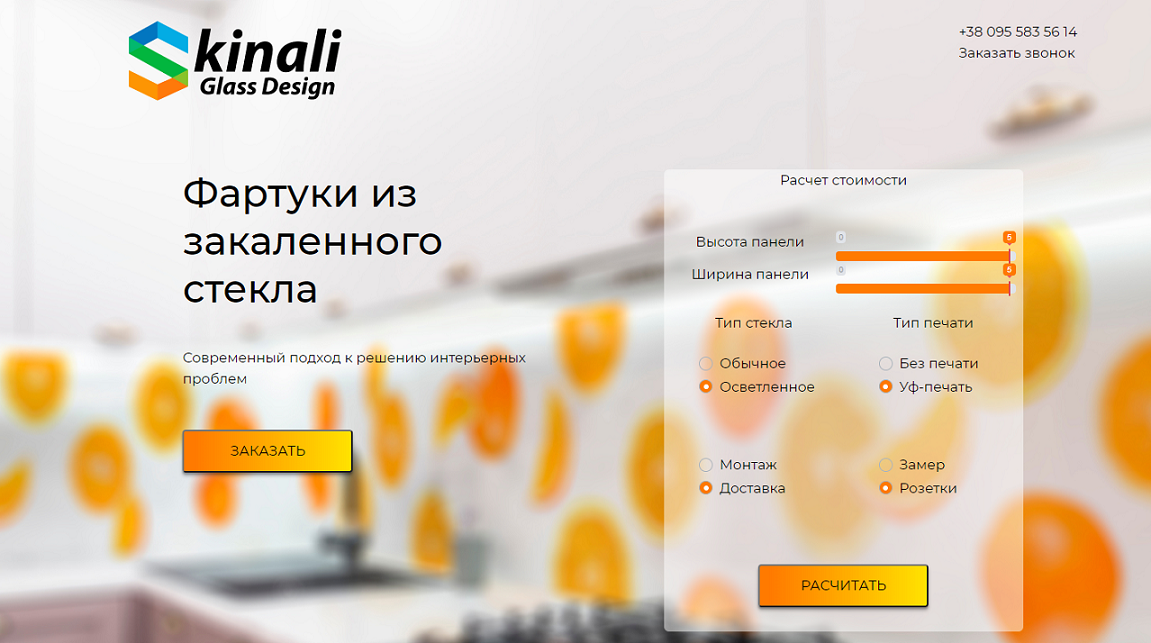 Skinali
Glass Design
+38 095 583 56 14
Заказать звонок
Фартуки из
закаленного
стекла
Современный подход к решению интерьерных
проблем
ЗАКАЗАТЬ
Расчет стоимости
0 5
Высота панели
0 5
Ширина панели
Тип стекла Тип печати
Обычное Без печати
Осветленное Уф-печать
Монтаж Замер
Доставка Розетки
РАСЧИТАТЬ